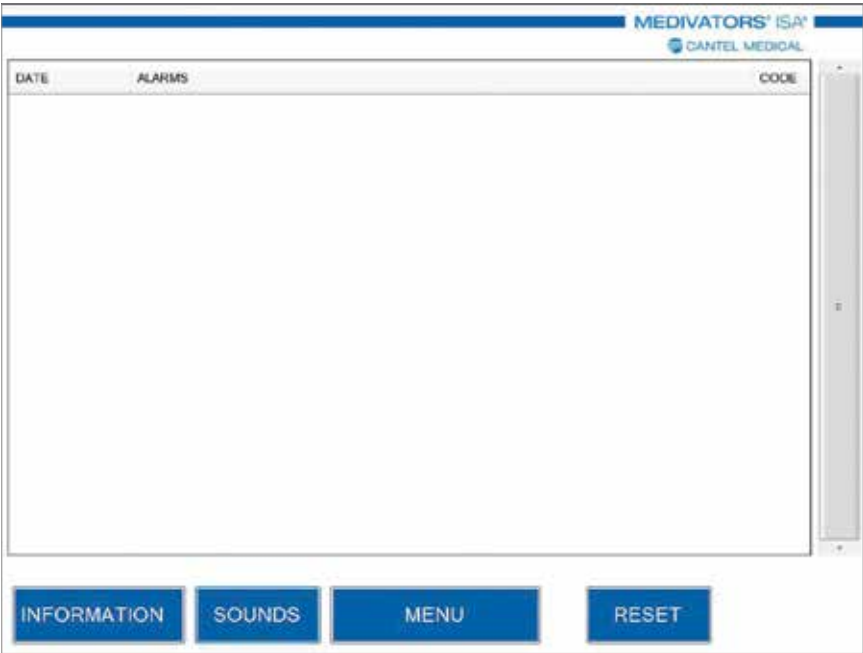 MEDIVATORS® ISA®
CANTEL MEDICAL
DATE ALARMS CODE
INFORMATION SOUNDS MENU RESET